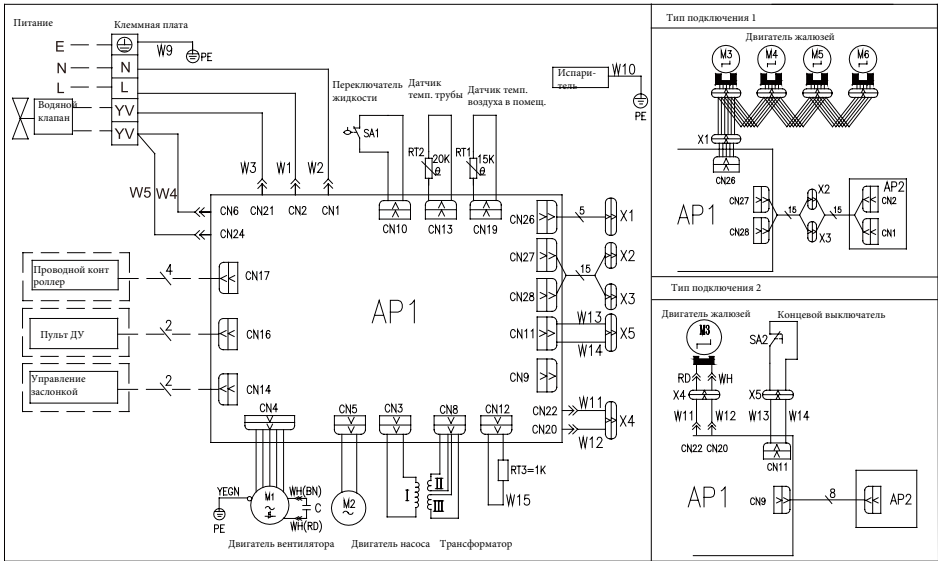 Питание
Клеммная плата
E
W9
PE
N
L
Водяной
клапан
YV
YV
N
L
W5
W4
W3
W1
W2
Переключатель
жидкости
Датчик
темп. трубы
Датчик темп.
воздуха в помещ.
SA1
RT2
20K
θ
RT1
15K
θ
Испари-
тель
W10
PE
CN6
CN21
CN2
CN1
CN24
CN10
CN13
CN19
CN26
5
X1
CN27
X2
15
CN28
X3
CN11
W13
X5
W14
CN9
CN22
W11
X4
CN20
W12
AP1
Проводной конт
роллер
4
CN17
Пульт ДУ
2
CN16
Управление
заслонкой
2
CN14
CN4
CN5
CN3
CN8
CN12
YEGN
PE
M1
~
WH(BN)
C
WH(RD)
M2
~
I
II
III
RT3=1K
W15
Двигатель вентилятора
Двигатель насоса
Трансформатор
Тип подключения 1
Двигатель жалюзей
M3
M4
M5
M6
X1
CN26
AP1
CN27
CN28
15
X2
X3
15
AP2
CN2
CN1
Тип подключения 2
Двигатель жалюзей
Концевой выключатель
M3
SA2
RD
WH
X4
X5
W11
W12
W13
W14
CN22
CN20
CN11
AP1
CN9
8
AP2